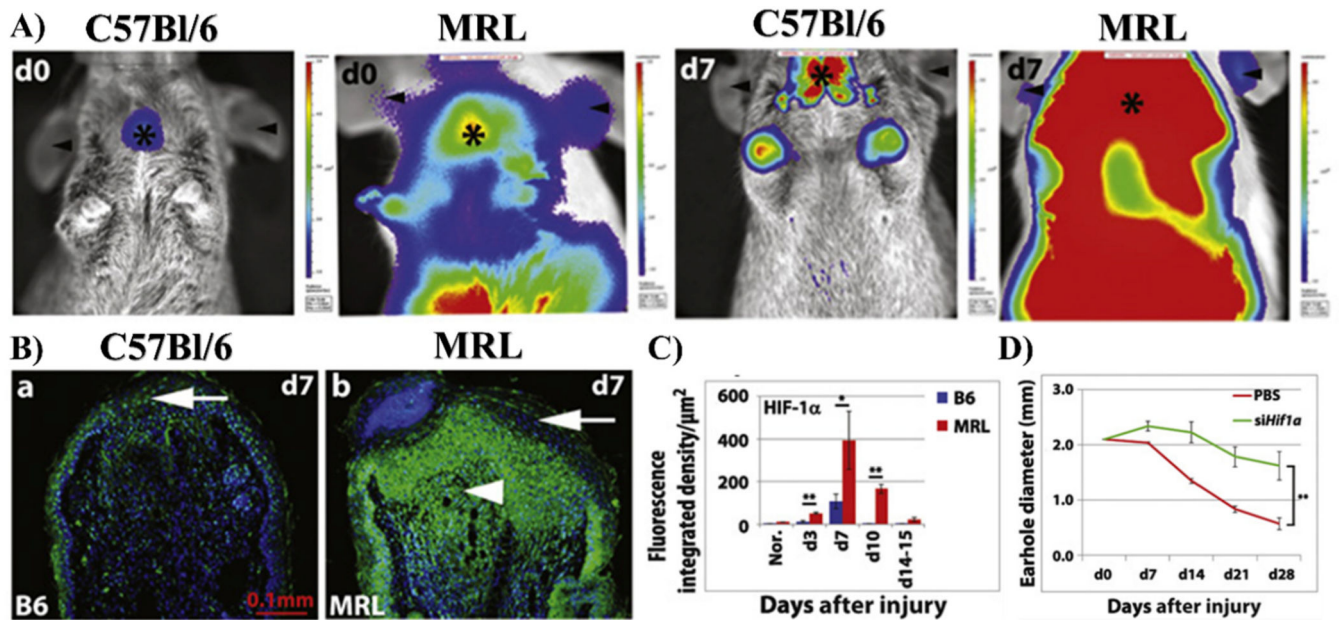 A) C57Bl/6 MRL C57Bl/6 MRL
d0 d0 d7 d7
* * * *
B) C57Bl/6 MRL
a d7 b d7
B6 0.1mm MRL
C)
HIF-1α
B6
MRL
Fluorescence
integrated density/μm²
600
400
200
0
* ** **
Nor. d3 d7 d10 d14-15
Days after injury
D)
Earhole diameter (mm)
3.0
2.0
1.0
0.0
PBS
siHif1a
**
d0 d7 d14 d21 d28
Days after injury